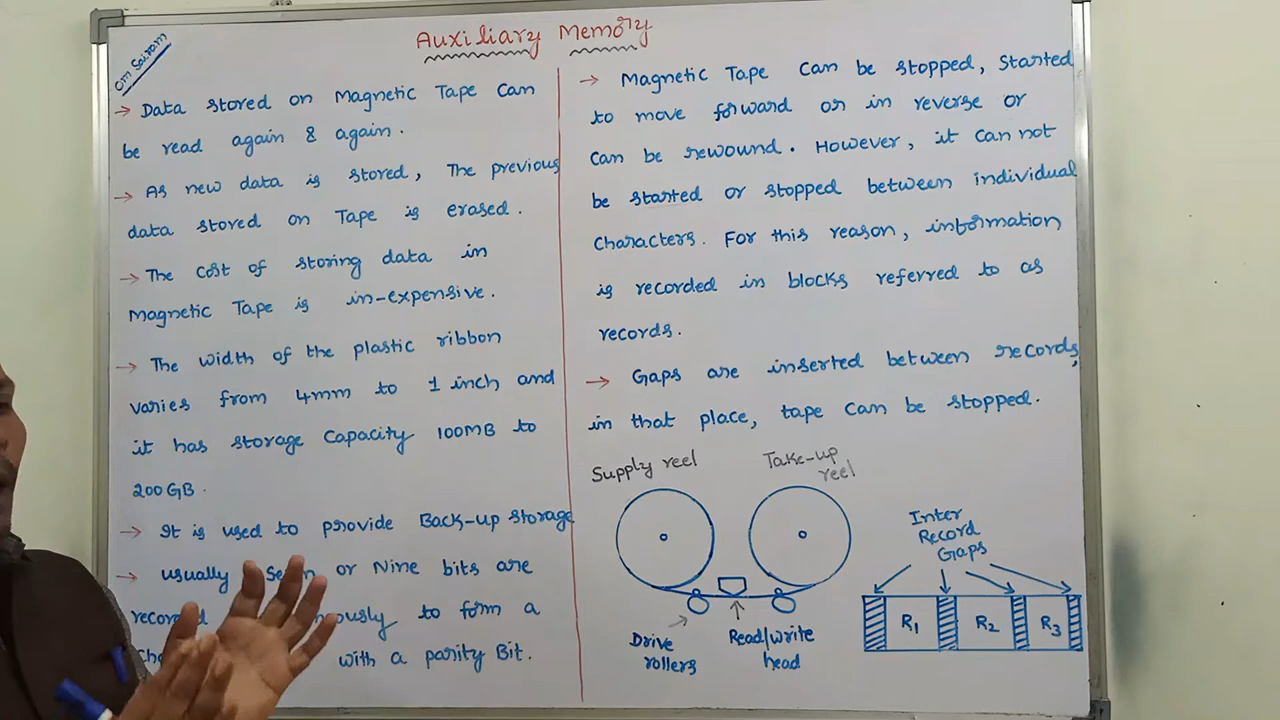 Om Sairam
Auxiliary Memory
→ Data stored on Magnetic Tape can
be read again & again.
→ As new data is stored, The previous
data stored on Tape is erased.
→ The cost of storing data in
Magnetic Tape is in-expensive.
→ The width of the plastic ribbon
varies from 4mm to 1 inch and
it has storage capacity 100MB to
200GB.
→ It is used to provide Back-up storage
→ usually or Nine bits are
to form a
with a parity Bit.
→ Magnetic Tape can be stopped, started
to move forward or in reverse or
can be rewound. However, it can not
be started or stopped between individual
characters. For this reason, information
is recorded in blocks referred to as
records.
→ Gaps are inserted between records,
in that place, tape can be stopped.
Supply reel
Take-up
reel
Drive
rollers
Read/write
head
Inter
Record
Gaps
R1 R2 R3